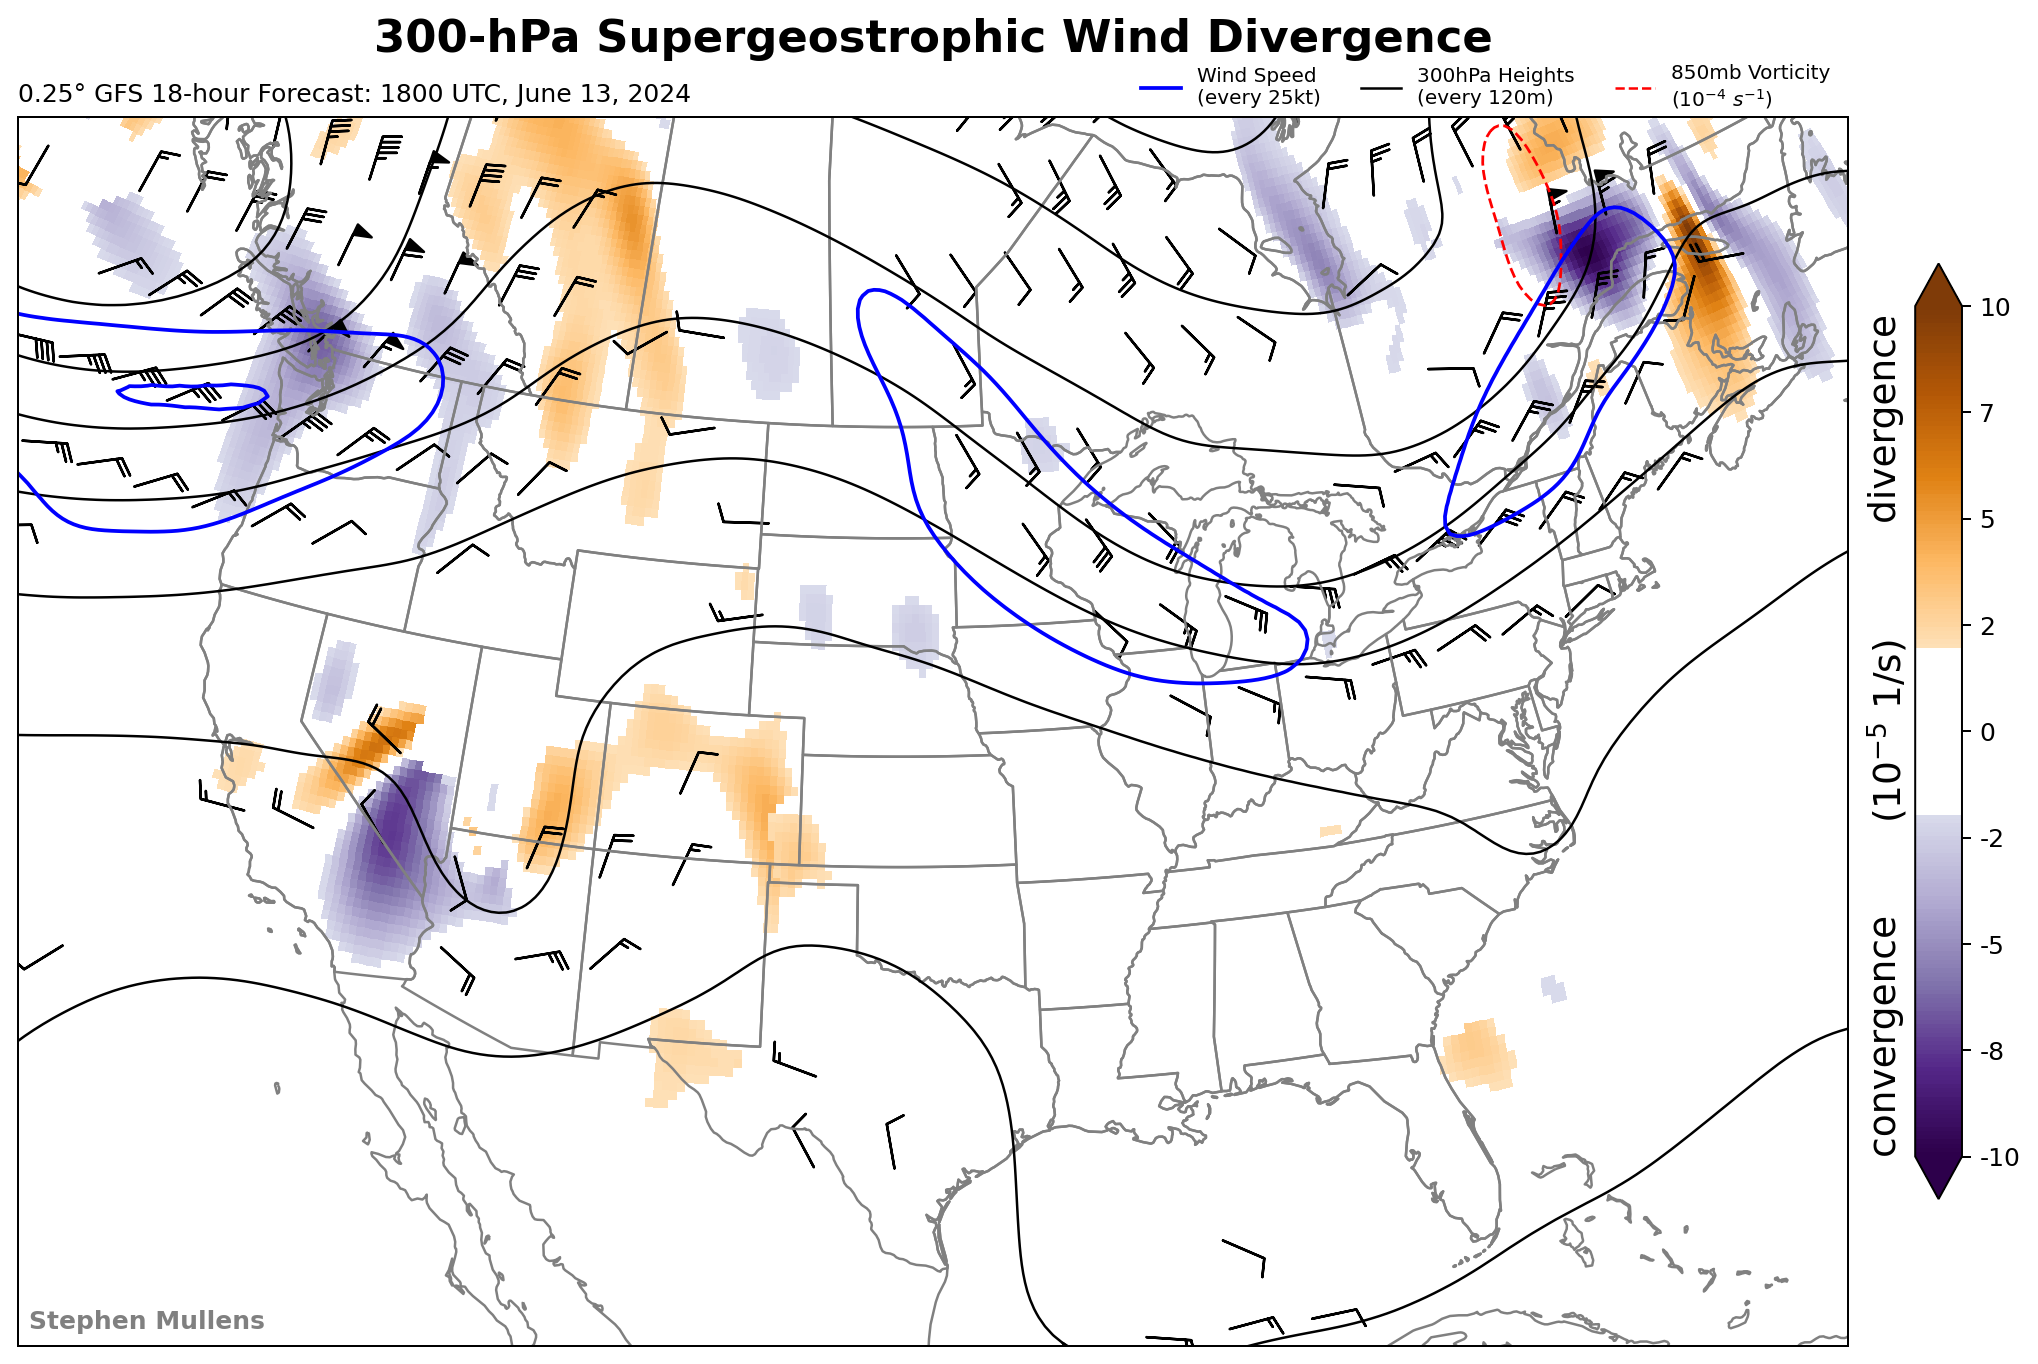 300-hPa Supergeostrophic Wind Divergence
0.25° GFS 18-hour Forecast: 1800 UTC, June 13, 2024
Wind Speed
(every 25kt)
300hPa Heights
(every 120m)
850mb Vorticity
(10⁻⁴ s⁻¹)
10
7
5
2
0
-2
-5
-8
-10
convergence (10⁻⁵ 1/s) divergence
Stephen Mullens